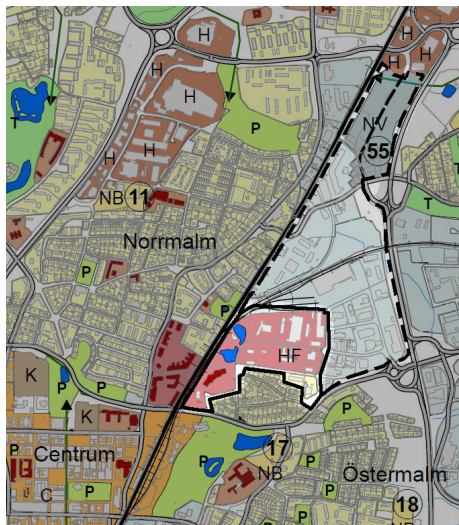 H
H
H
H
H
H
H
T
P
NV
55
NB 11
T
T
Norrmalm
P
P
HF
K
P
P
K
P
P
17
Centrum
NB
P
P
Östermalm
C
P
P
18